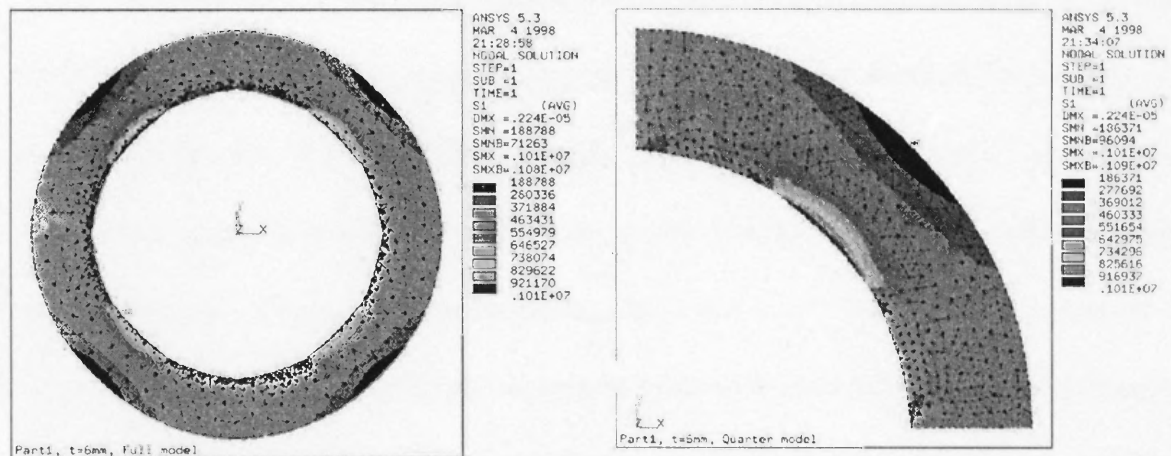 ANSYS 5.3
MAR 4 1998
21:28:58
NODAL SOLUTION
STEP=1
SUB =1
TIME=1
S1 (AVG)
DMX =.224E-05
SMN =188788
SMNB=71263
SMX =.101E+07
SMXB=.108E+07
188788
280336
371884
463431
554979
646527
738074
829622
921170
.101E+07
Y
Z X
Part1, t=6mm, Full model
ANSYS 5.3
MAR 4 1998
21:34:07
NODAL SOLUTION
STEP=1
SUB =1
TIME=1
S1 (AVG)
DMX =.224E-05
SMN =186371
SMNB=96094
SMX =.101E+07
SMXB=.109E+07
186371
277692
369012
460333
551654
642975
734296
825616
916937
.101E+07
Z X
Part1, t=6mm, Quarter model